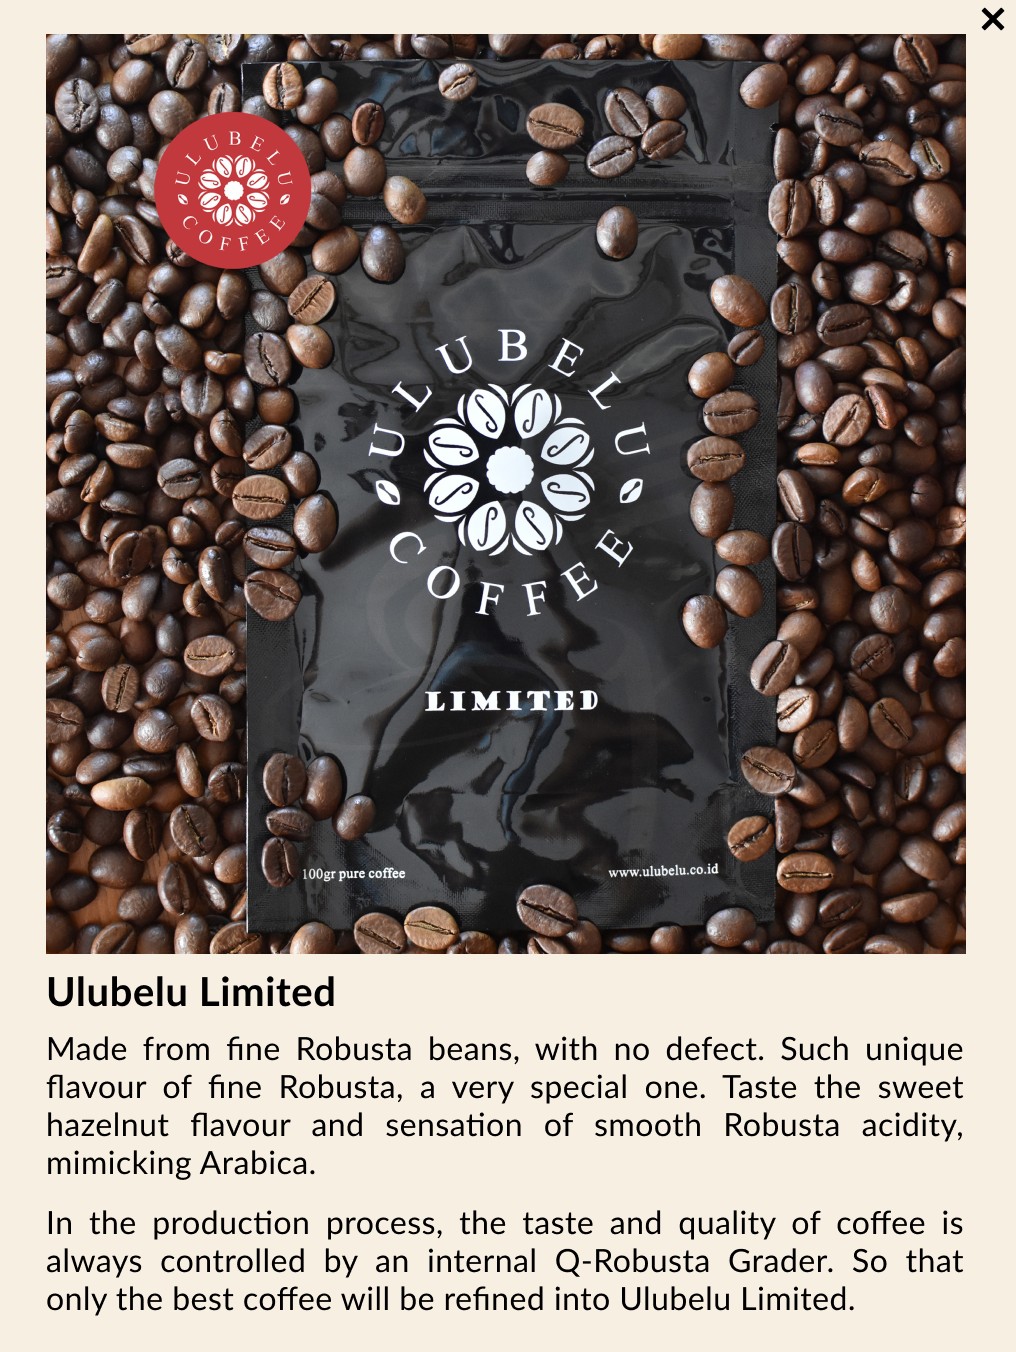 ULUBELU
COFFEE
ULUBELU
COFFEE
LIMITED
100gr pure coffee
www.ulubelu.co.id
Ulubelu Limited
Made from fine Robusta beans, with no defect. Such unique
flavour of fine Robusta, a very special one. Taste the sweet
hazelnut flavour and sensation of smooth Robusta acidity,
mimicking Arabica.
In the production process, the taste and quality of coffee is
always controlled by an internal Q-Robusta Grader. So that
only the best coffee will be refined into Ulubelu Limited.